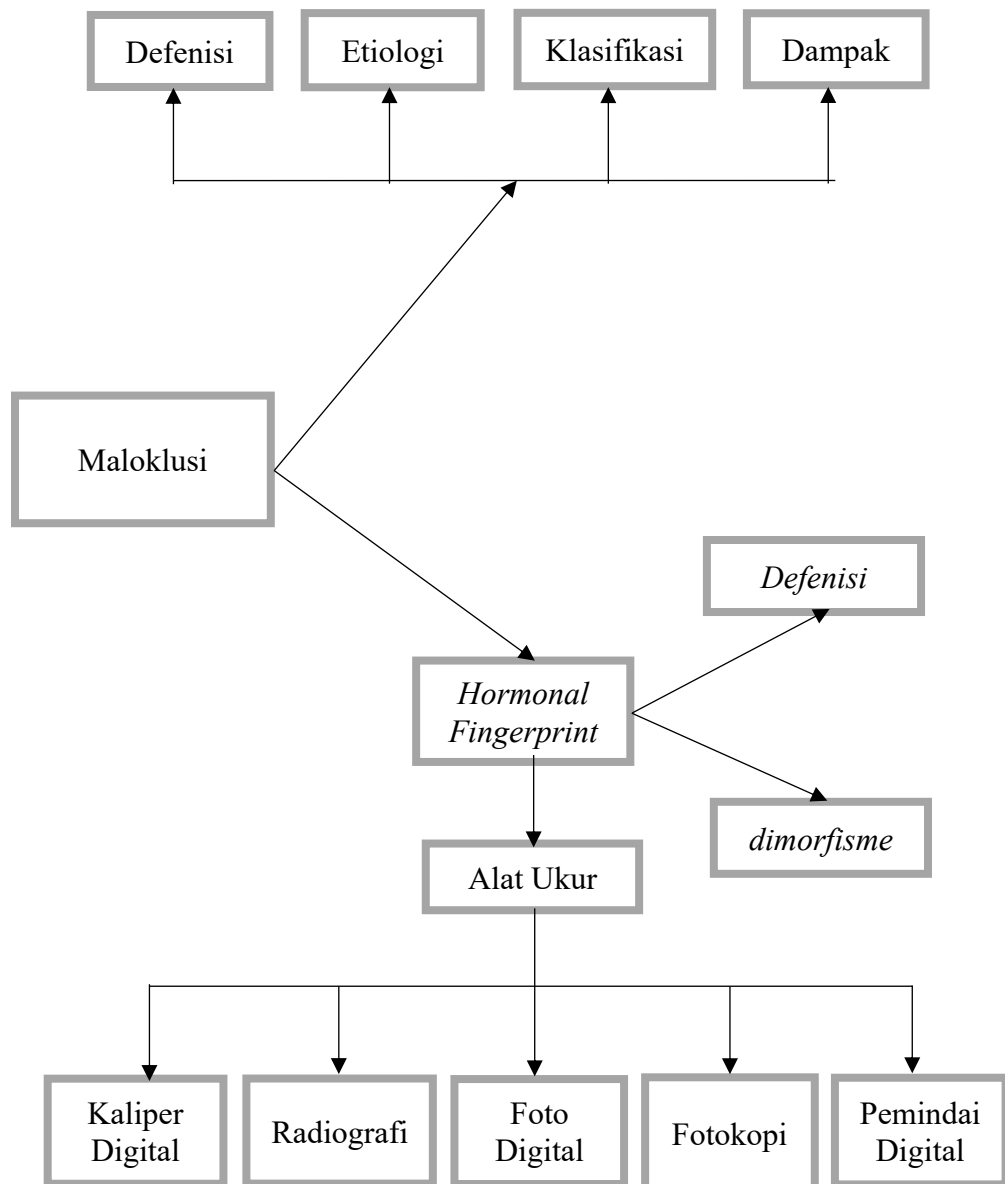 Defenisi
Etiologi
Klasifikasi
Dampak
Maloklusi
Defenisi
Hormonal
Fingerprint
dimorfisme
Alat Ukur
Kaliper
Digital
Radiografi
Foto
Digital
Fotokopi
Pemindai
Digital